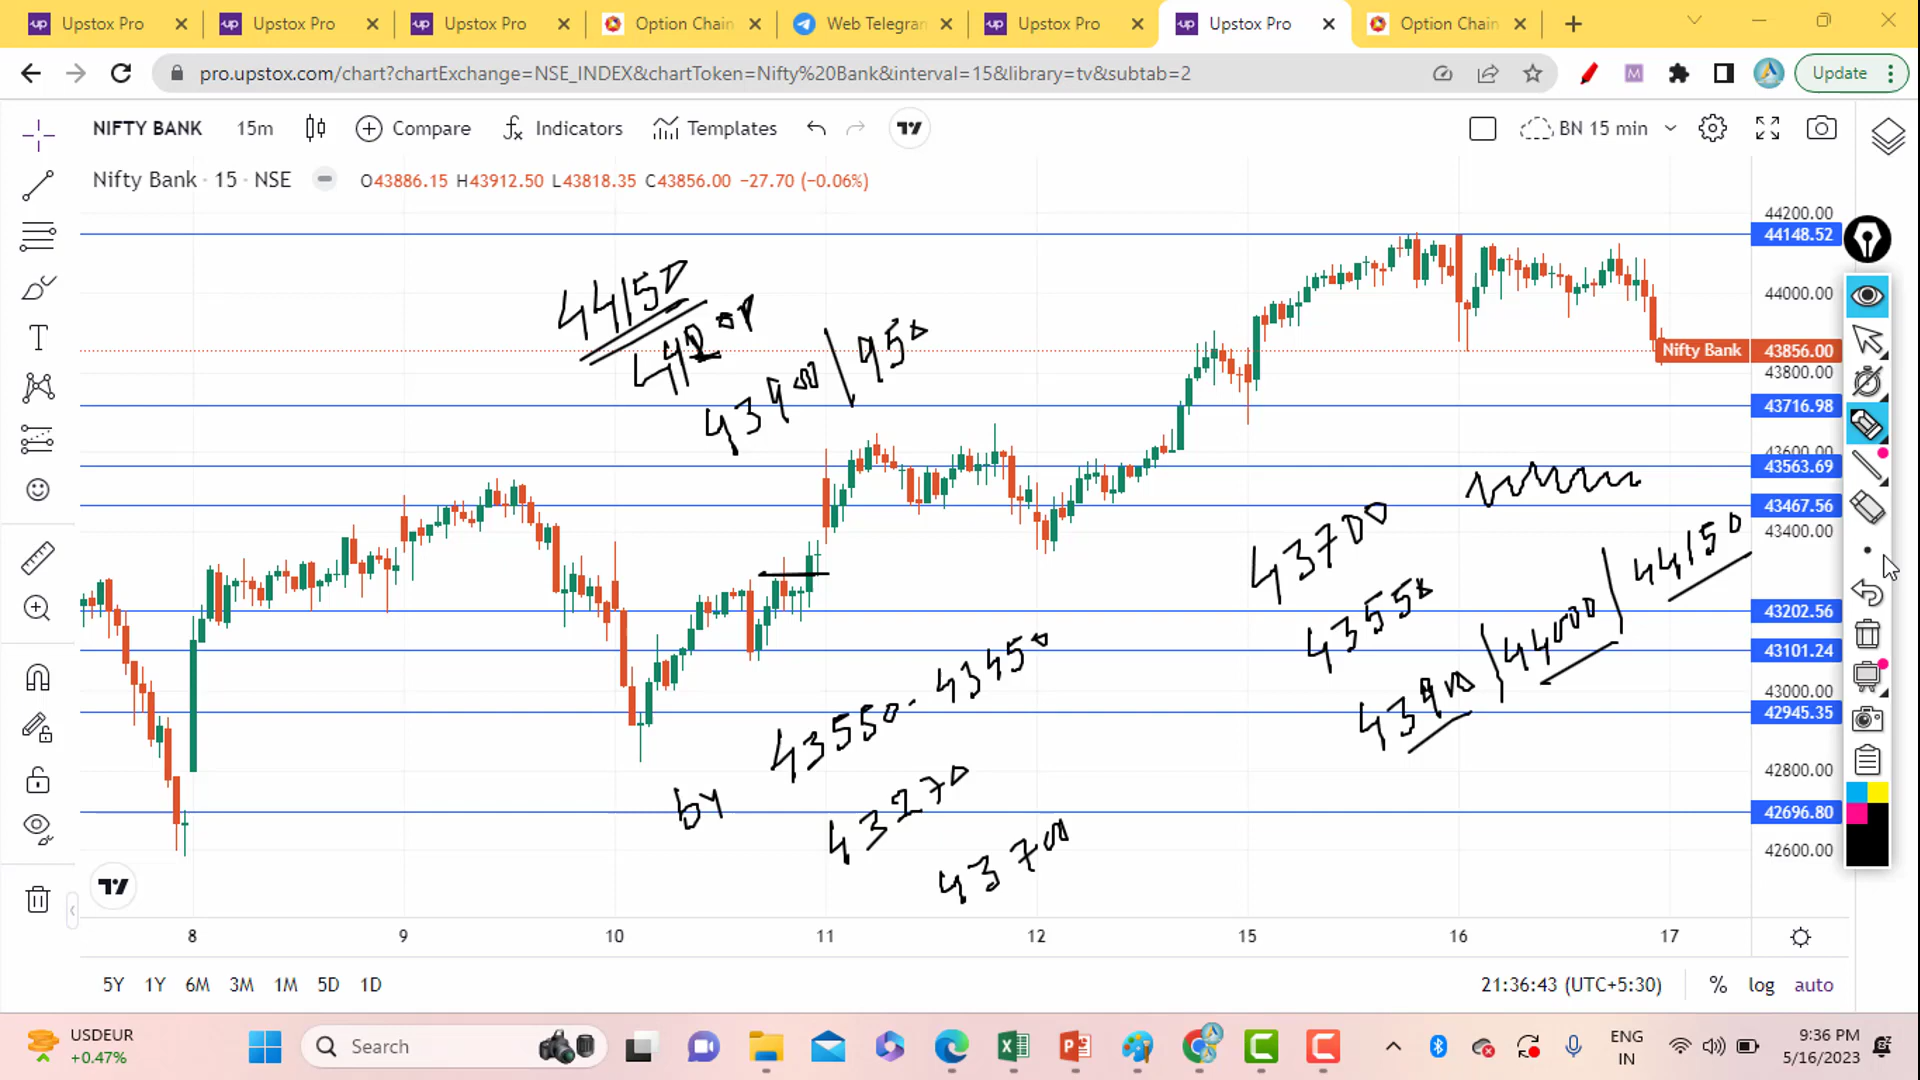 Upstox Pro
Upstox Pro
Upstox Pro
Option Chain
Web Telegram
Upstox Pro
Upstox Pro
Option Chain
pro.upstox.com/chart?chartExchange=NSE_INDEX&chartToken=Nifty%20Bank&interval=15&library=tv&subtab=2
M
Update
NIFTY BANK 15m Compare Indicators Templates
BN 15 min
Nifty Bank · 15 · NSE O43886.15 H43912.50 L43818.35 C43856.00 −27.70 (−0.06%)
44200.00
44148.52
44000.00
Nifty Bank 43856.00
43800.00
43716.98
43600.00
43563.69
43467.56
43400.00
43202.56
43101.24
43000.00
42945.35
42800.00
42696.80
42600.00
44150
43900 | 950
43700
43550
43900 | 44000 | 44150
43550 - 43450
43270
43700
8 9 10 11 12 15 16 17
5Y 1Y 6M 3M 1M 5D 1D
21:36:43 (UTC+5:30) % log auto
USDEUR
+0.47%
Search
ENG
IN
9:36 PM
5/16/2023